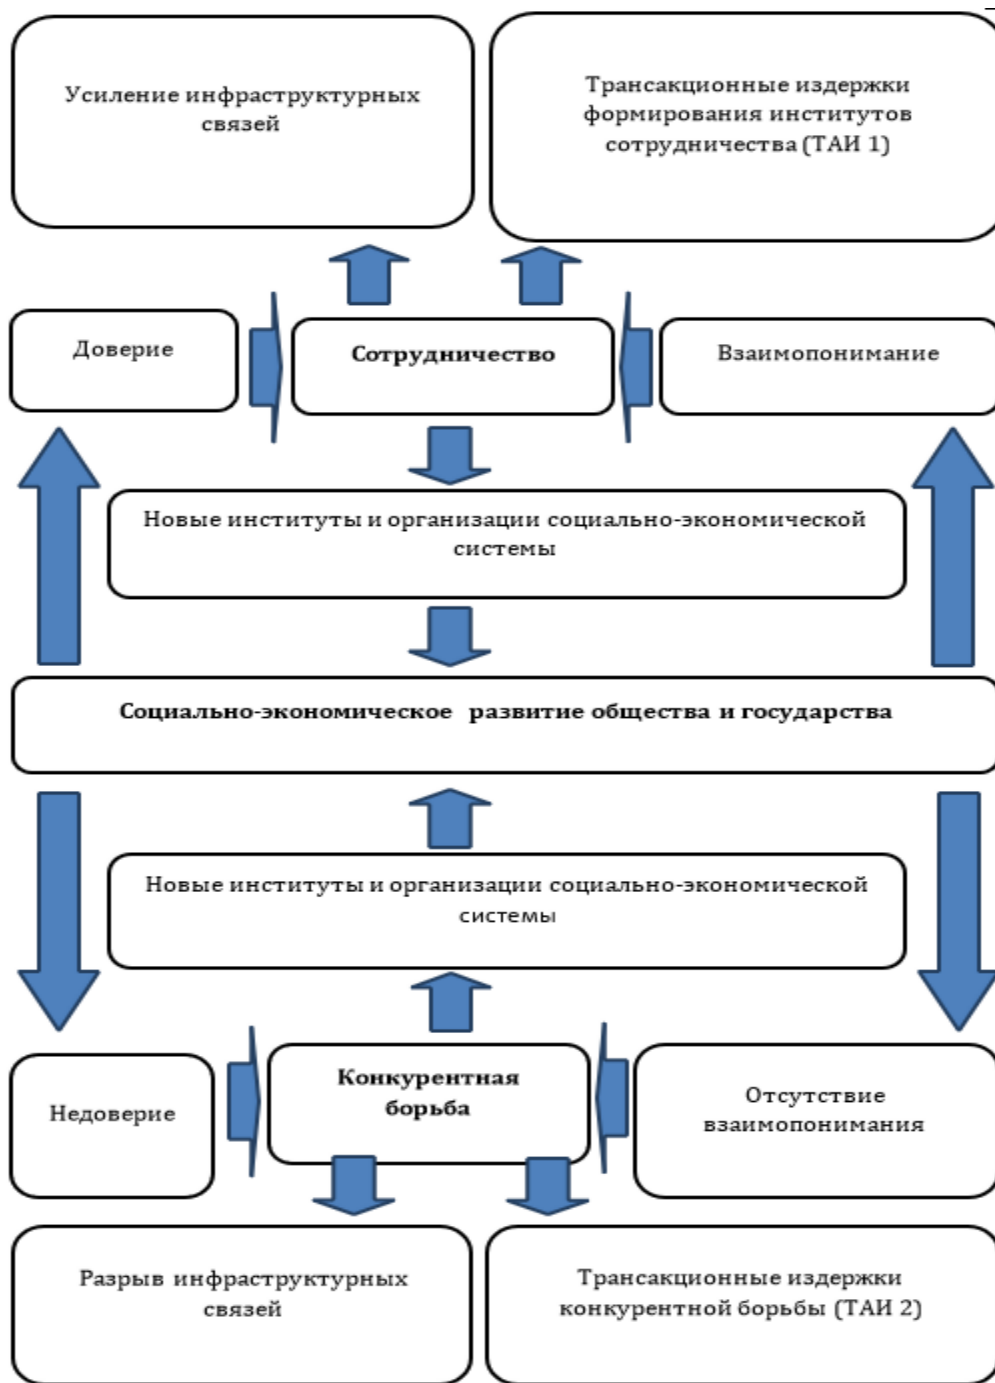 Усиление инфраструктурных
связей
Трансакционные издержки
формирования институтов
сотрудничества (ТАИ 1)
Доверие
Сотрудничество
Взаимопонимание
Новые институты и организации социально-экономической
системы
Социально-экономическое развитие общества и государства
Новые институты и организации социально-экономической
системы
Недоверие
Конкурентная
борьба
Отсутствие
взаимопонимания
Разрыв инфраструктурных
связей
Трансакционные издержки
конкурентной борьбы (ТАИ 2)